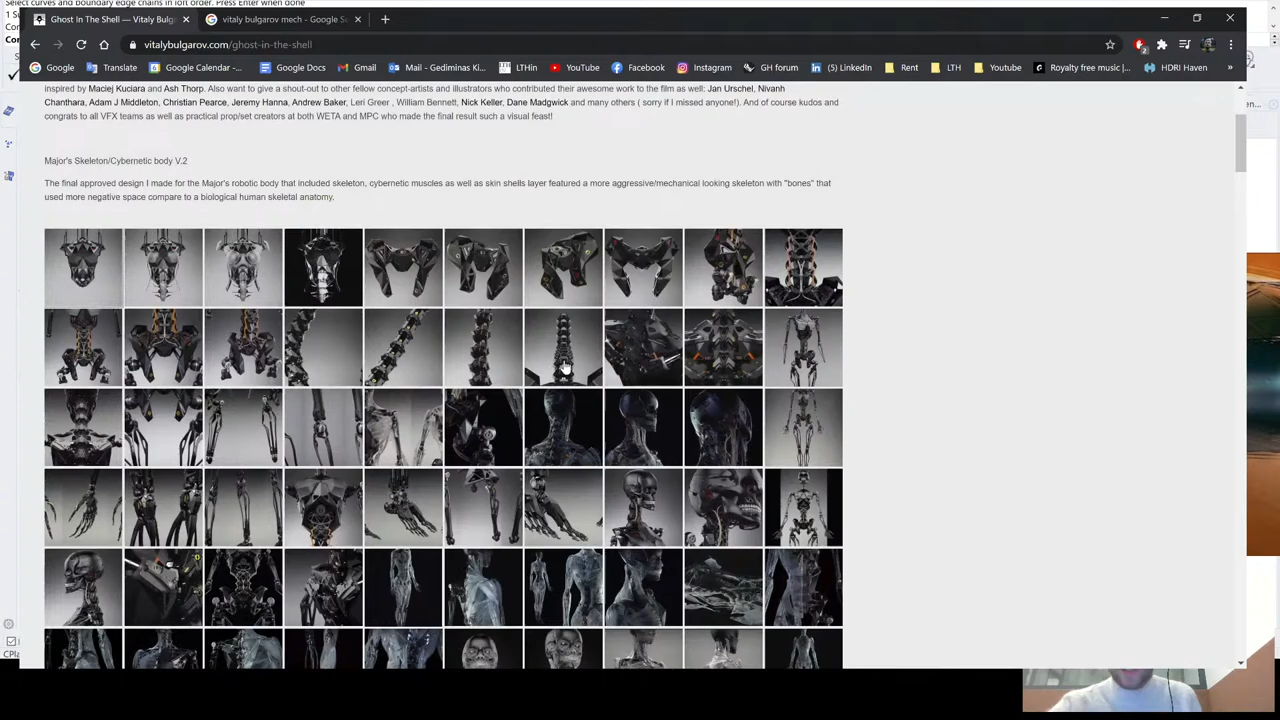 Select curves and boundary edge chains in loft order. Press Enter when done
Ghost In The Shell — Vitaly Bulg
vitaly bulgarov mech - Google S
1 Su
Co
Co
vitalybulgarov.com/ghost-in-the-shell
2
Google
Translate
Google Calendar -...
Google Docs
Gmail
Mail - Gediminas Ki...
LTHin
YouTube
Facebook
Instagram
GH forum
(5) LinkedIn
Rent
LTH
Youtube
Royalty free music |...
HDRI Haven
»
inspired by Maciej Kuciara and Ash Thorp. Also want to give a shout-out to other fellow concept-artists and illustrators who contributed their awesome work to the film as well: Jan Urschel, Nivanh
Chanthara, Adam J Middleton, Christian Pearce, Jeremy Hanna, Andrew Baker, Leri Greer , William Bennett, Nick Keller, Dane Madgwick and many others ( sorry if I missed anyone!). And of course kudos and
congrats to all VFX teams as well as practical prop/set creators at both WETA and MPC who made the final result such a visual feast!
en...
Major's Skeleton/Cybernetic body V.2
The final approved design I made for the Major's robotic body that included skeleton, cybernetic muscles as well as skin shells layer featured a more aggressive/mechanical looking skeleton with "bones" that
used more negative space compare to a biological human skeletal anatomy.
CPla